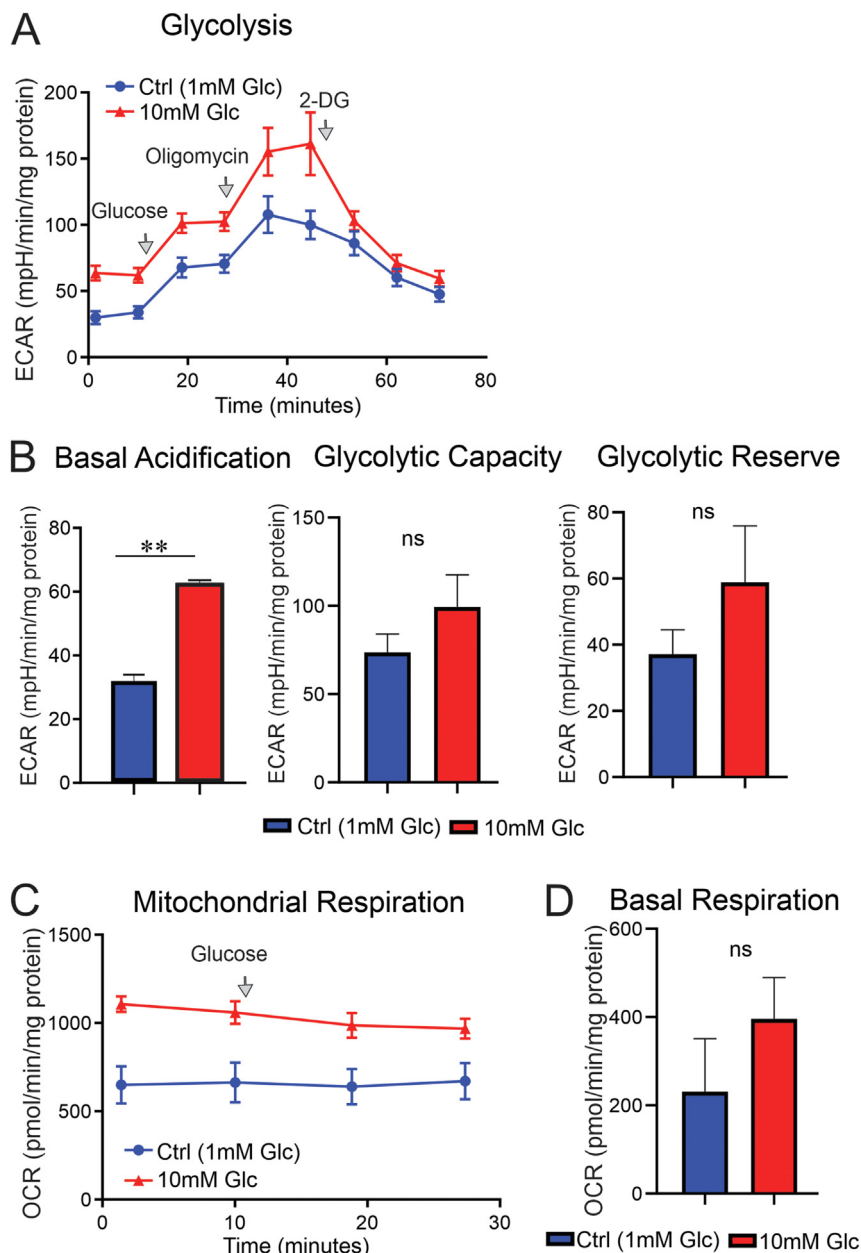 A
Glycolysis
Ctrl (1mM Glc)
10mM Glc
Glucose
Oligomycin
2-DG
200
150
100
50
0
ECAR (mpH/min/mg protein)
0 20 40 60 80
Time (minutes)
B
Basal Acidification
80
60
40
20
0
ECAR (mpH/min/mg protein)
**
Glycolytic Capacity
150
100
50
0
ECAR (mpH/min/mg protein)
ns
Glycolytic Reserve
80
60
40
20
0
ECAR (mpH/min/mg protein)
ns
Ctrl (1mM Glc) 10mM Glc
C
Mitochondrial Respiration
1500
1000
500
0
OCR (pmol/min/mg protein)
Glucose
Ctrl (1mM Glc)
10mM Glc
0 10 20 30
Time (minutes)
D
Basal Respiration
600
400
200
0
OCR (pmol/min/mg protein)
ns
Ctrl (1mM Glc) 10mM Glc